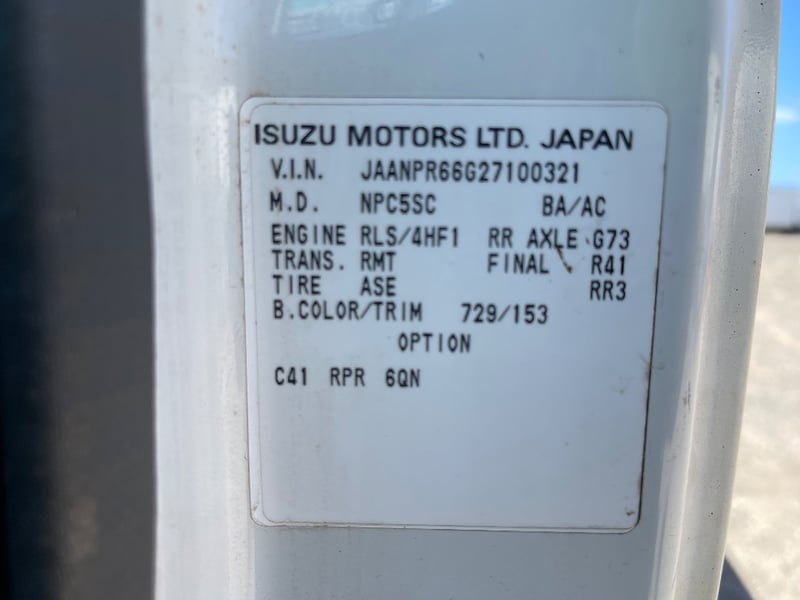 ISUZU MOTORS LTD. JAPAN
V.I.N. JAANPR66G27100321
M.D. NPC5SC BA/AC
ENGINE RLS/4HF1 RR AXLE G73
TRANS. RMT FINAL R41
TIRE ASE RR3
B.COLOR/TRIM 729/153
OPTION
C41 RPR 6QN